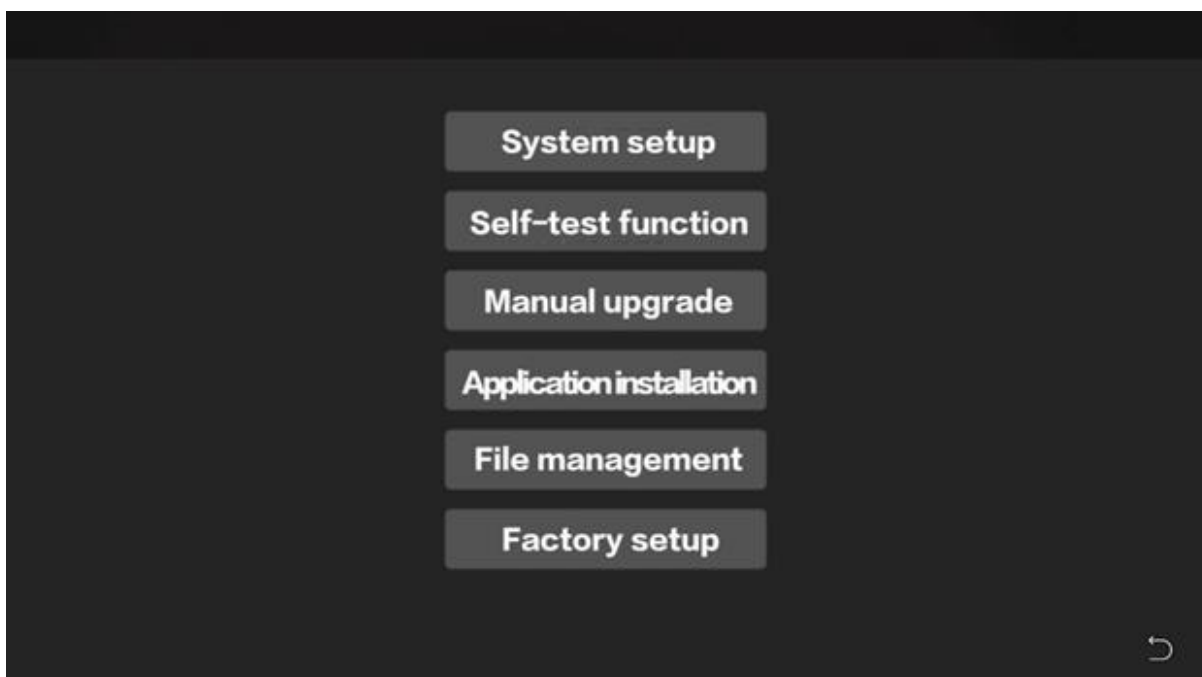 System setup
Self-test function
Manual upgrade
Application installation
File management
Factory setup